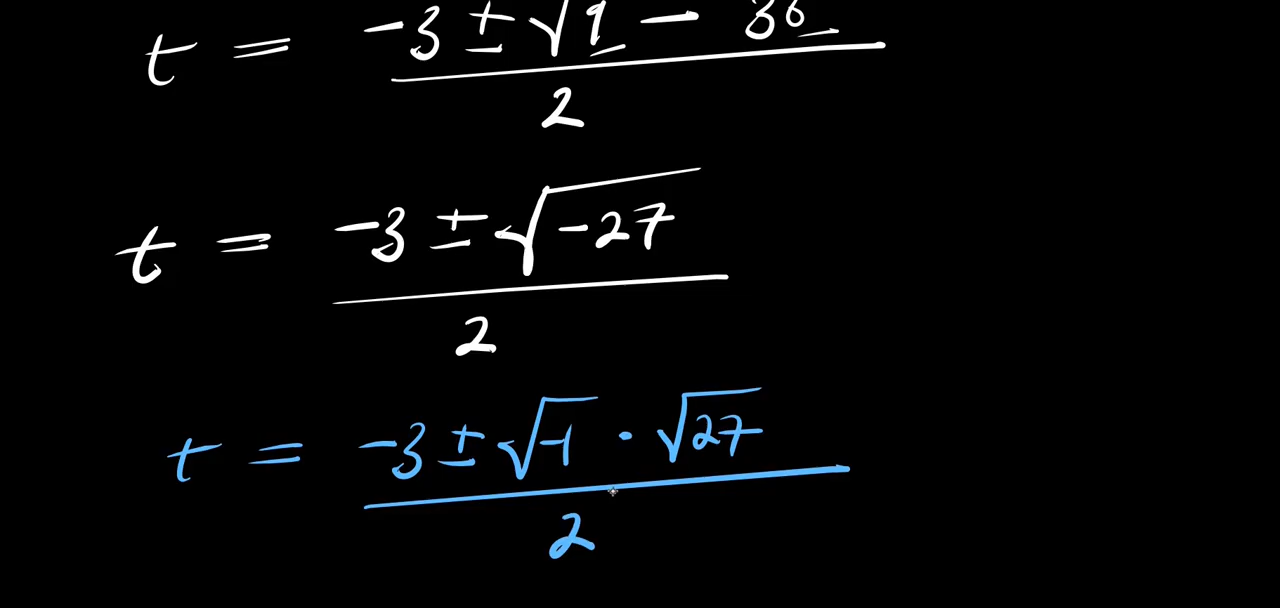 t = (-3 ± √9 - 36) / 2
t = (-3 ± √-27) / 2
t = (-3 ± √-1 · √27) / 2